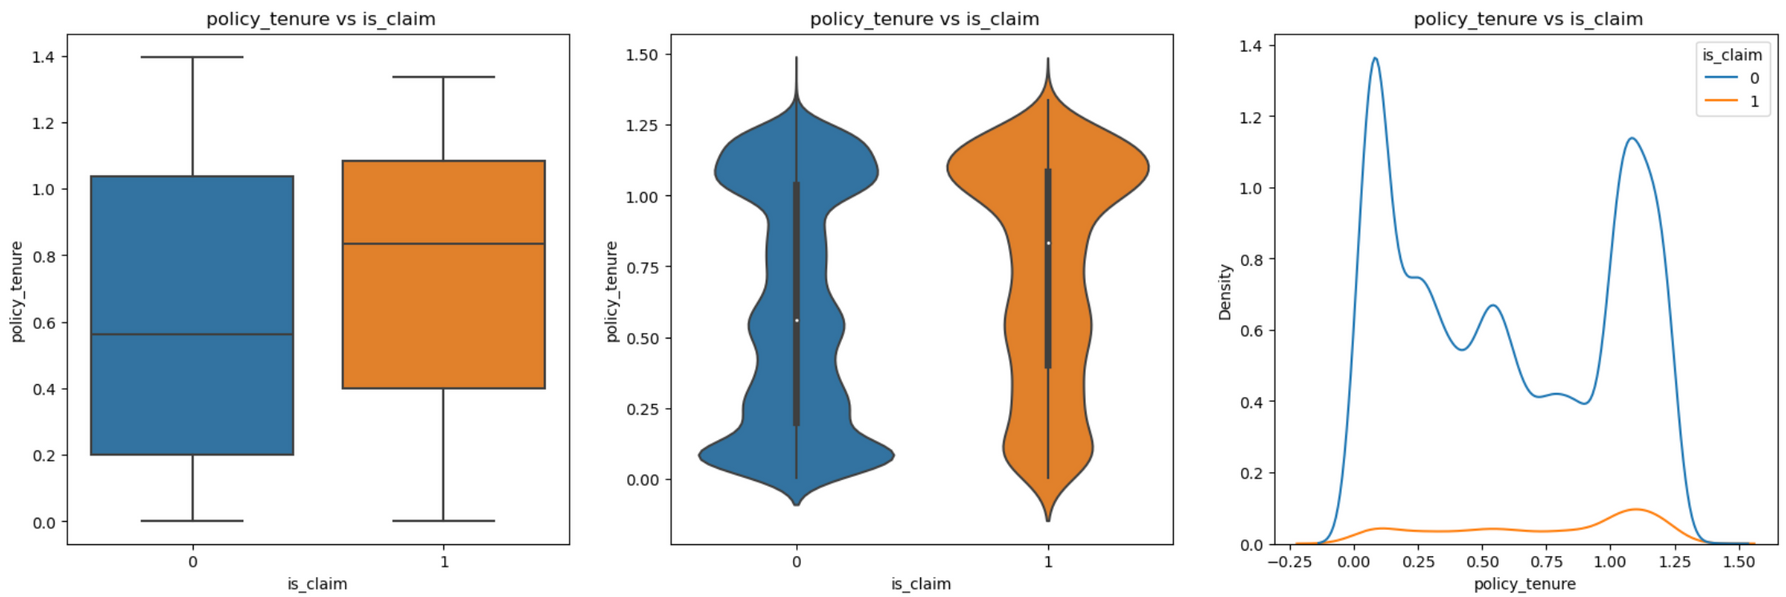 policy_tenure vs is_claim
policy_tenure
1.4
1.2
1.0
0.8
0.6
0.4
0.2
0.0
0
1
is_claim
policy_tenure vs is_claim
policy_tenure
1.50
1.25
1.00
0.75
0.50
0.25
0.00
0
1
is_claim
policy_tenure vs is_claim
Density
1.4
1.2
1.0
0.8
0.6
0.4
0.2
0.0
is_claim
0
1
−0.25 0.00 0.25 0.50 0.75 1.00 1.25 1.50
policy_tenure